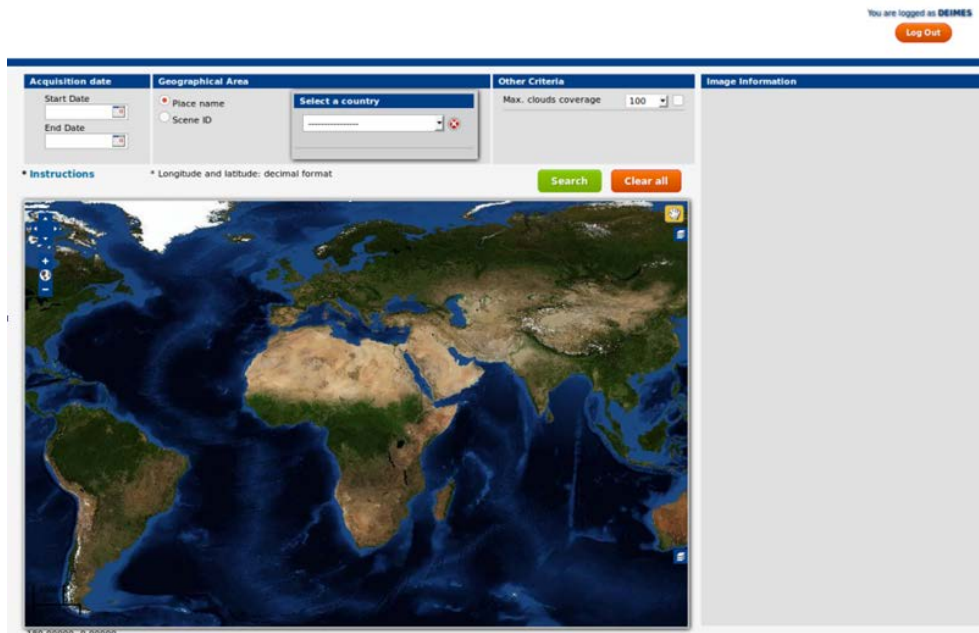 You are logged as DEIMES
Log Out
Acquisition date
Start Date
End Date
Geographical Area
Place name
Scene ID
Select a country
-----------------
Other Criteria
Max. clouds coverage 100
Image Information
* Instructions
* Longitude and latitude: decimal format
Search
Clear all